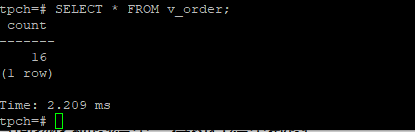 tpch=# SELECT * FROM v_order;
count
-------
16
(1 row)
Time: 2.209 ms
tpch=#